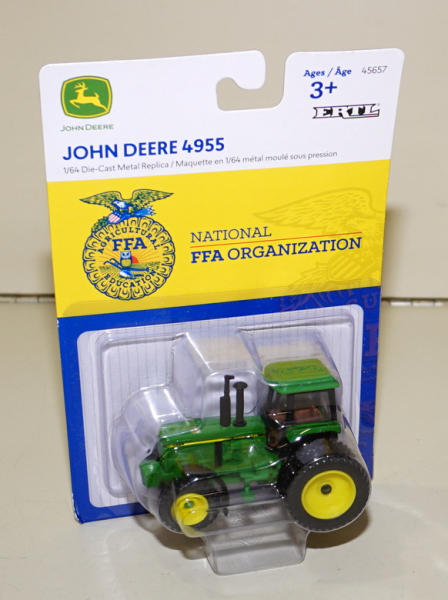 JOHN DEERE
Ages / Âge 45657
3+
ERTL
JOHN DEERE 4955
1/64 Die-Cast Metal Replica / Maquette en 1/64 métal moulé sous pression
AGRICULTURAL
FFA
EDUCATION
NATIONAL
FFA ORGANIZATION